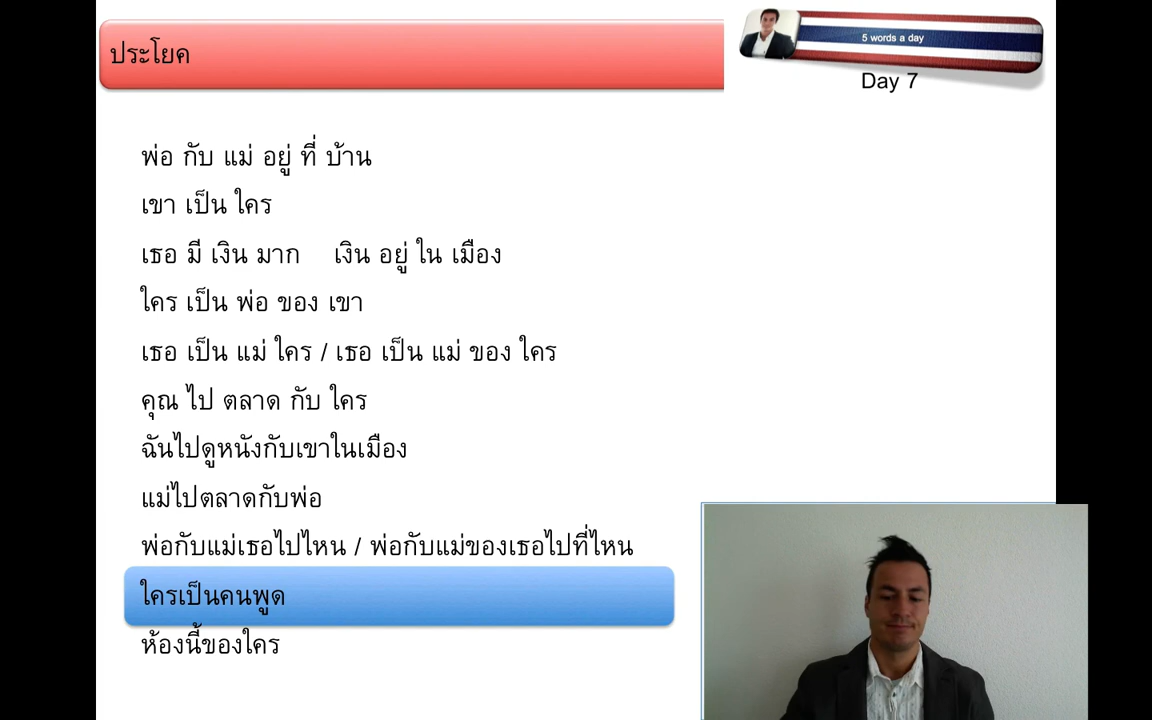 ประโยค
5 words a day
Day 7
พ่อ กับ แม่ อยู่ ที่ บ้าน
เขา เป็น ใคร
เธอ มี เงิน มาก เงิน อยู่ ใน เมือง
ใคร เป็น พ่อ ของ เขา
เธอ เป็น แม่ ใคร / เธอ เป็น แม่ ของ ใคร
คุณ ไป ตลาด กับ ใคร
ฉันไปดูหนังกับเขาในเมือง
แม่ไปตลาดกับพ่อ
พ่อกับแม่เธอไปไหน / พ่อกับแม่ของเธอไปที่ไหน
ใครเป็นคนพูด
ห้องนี้ของใคร